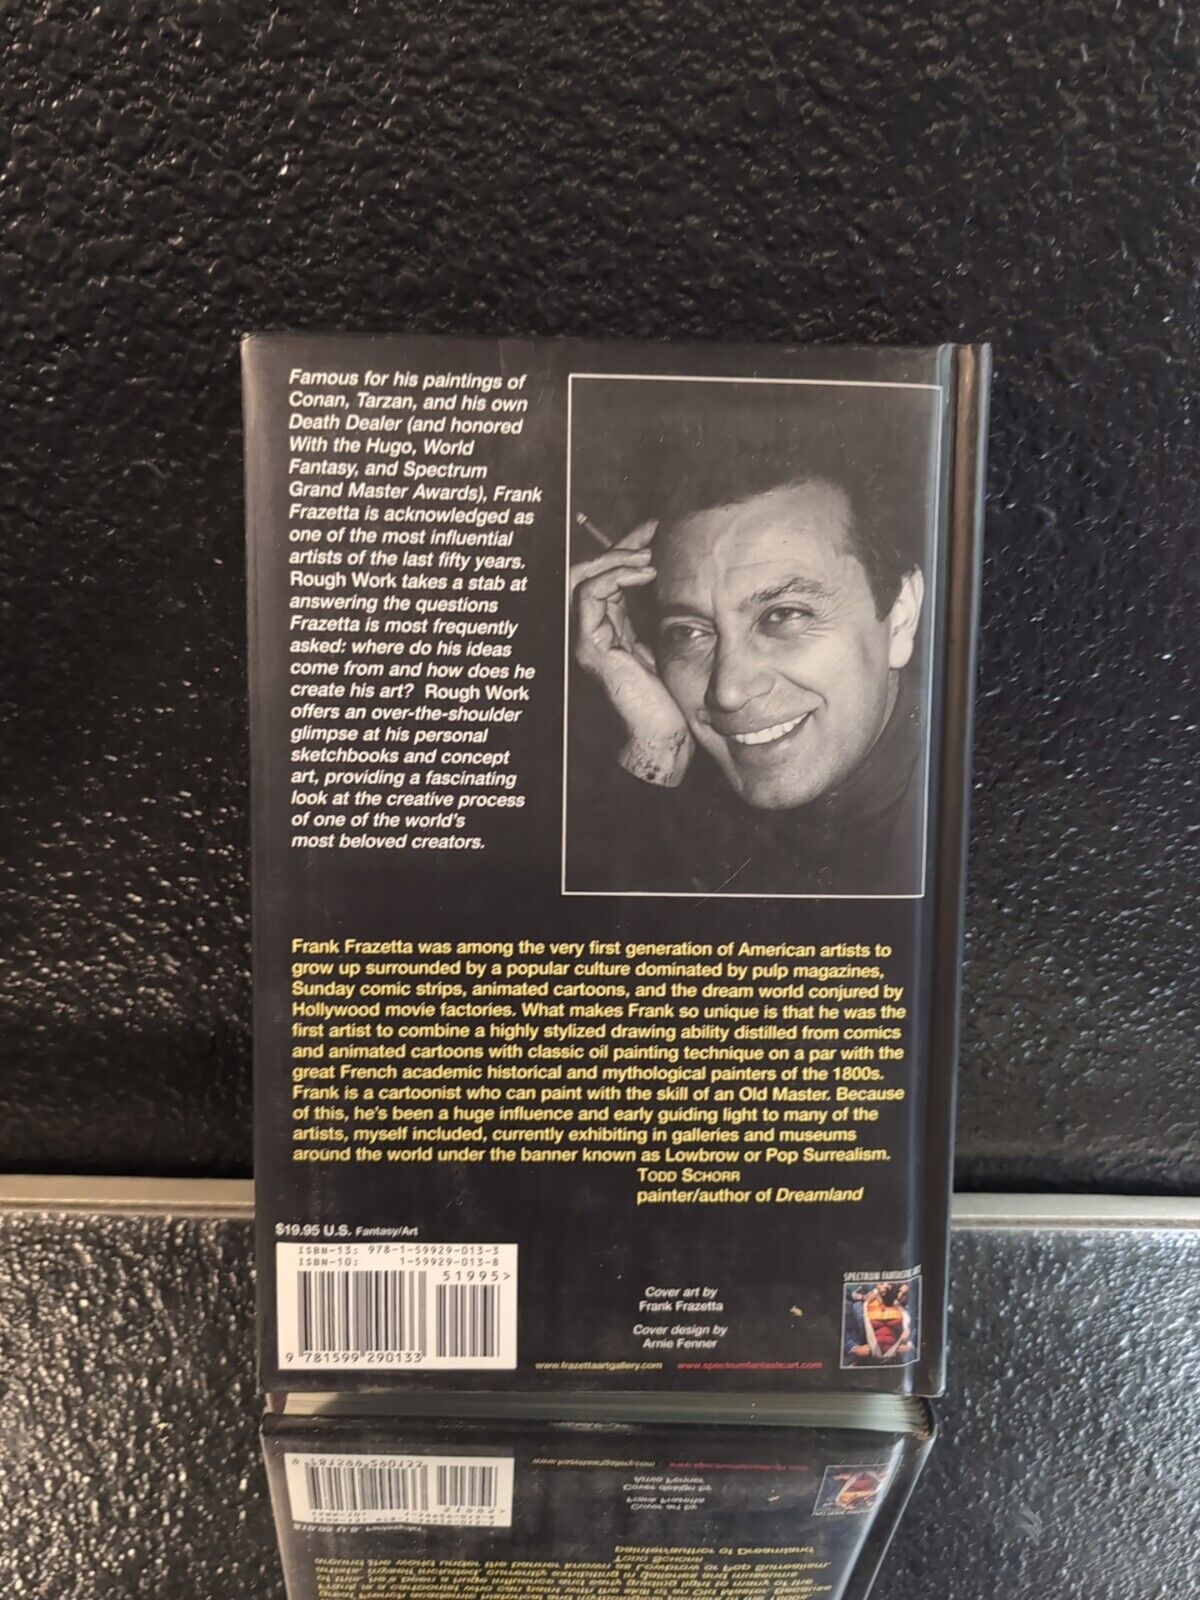 Famous for his paintings of
Conan, Tarzan, and his own
Death Dealer (and honored
With the Hugo, World
Fantasy, and Spectrum
Grand Master Awards), Frank
Frazetta is acknowledged as
one of the most influential
artists of the last fifty years.
Rough Work takes a stab at
answering the questions
Frazetta is most frequently
asked: where do his ideas
come from and how does he
create his art? Rough Work
offers an over-the-shoulder
glimpse at his personal
sketchbooks and concept
art, providing a fascinating
look at the creative process
of one of the world's
most beloved creators.
Frank Frazetta was among the very first generation of American artists to
grow up surrounded by a popular culture dominated by pulp magazines,
Sunday comic strips, animated cartoons, and the dream world conjured by
Hollywood movie factories. What makes Frank so unique is that he was the
first artist to combine a highly stylized drawing ability distilled from comics
and animated cartoons with classic oil painting technique on a par with the
great French academic historical and mythological painters of the 1800s.
Frank is a cartoonist who can paint with the skill of an Old Master. Because
of this, he's been a huge influence and early guiding light to many of the
artists, myself included, currently exhibiting in galleries and museums
around the world under the banner known as Lowbrow or Pop Surrealism.
TODD SCHORR
painter/author of Dreamland
$19.95 U.S. Fantasy/Art
ISBN-13: 978-1-59929-013-3
ISBN-10: 1-59929-013-8
51995>
9 781599 290133
Cover art by
Frank Frazetta
Cover design by
Arnie Fenner
www.frazettaartgallery.com www.spectrumfantasticart.com
SPECTRUM FANTASTIC ART